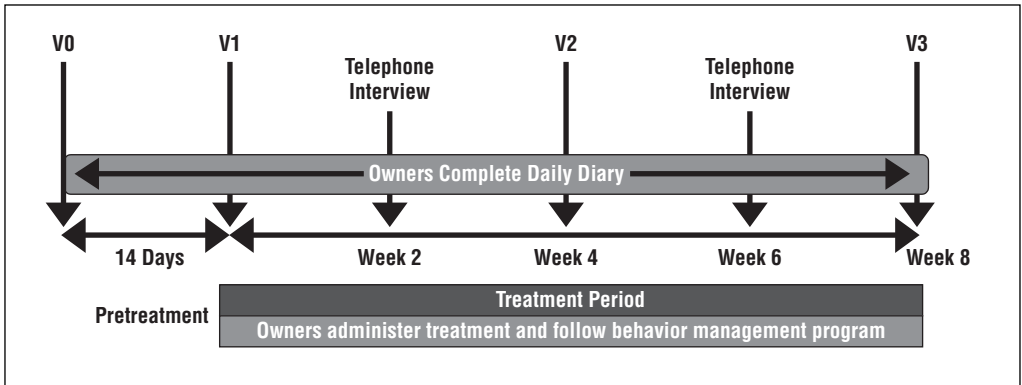 V0
V1
V2
V3
Telephone
Interview
Telephone
Interview
Owners Complete Daily Diary
14 Days
Week 2
Week 4
Week 6
Week 8
Pretreatment
Treatment Period
Owners administer treatment and follow behavior management program